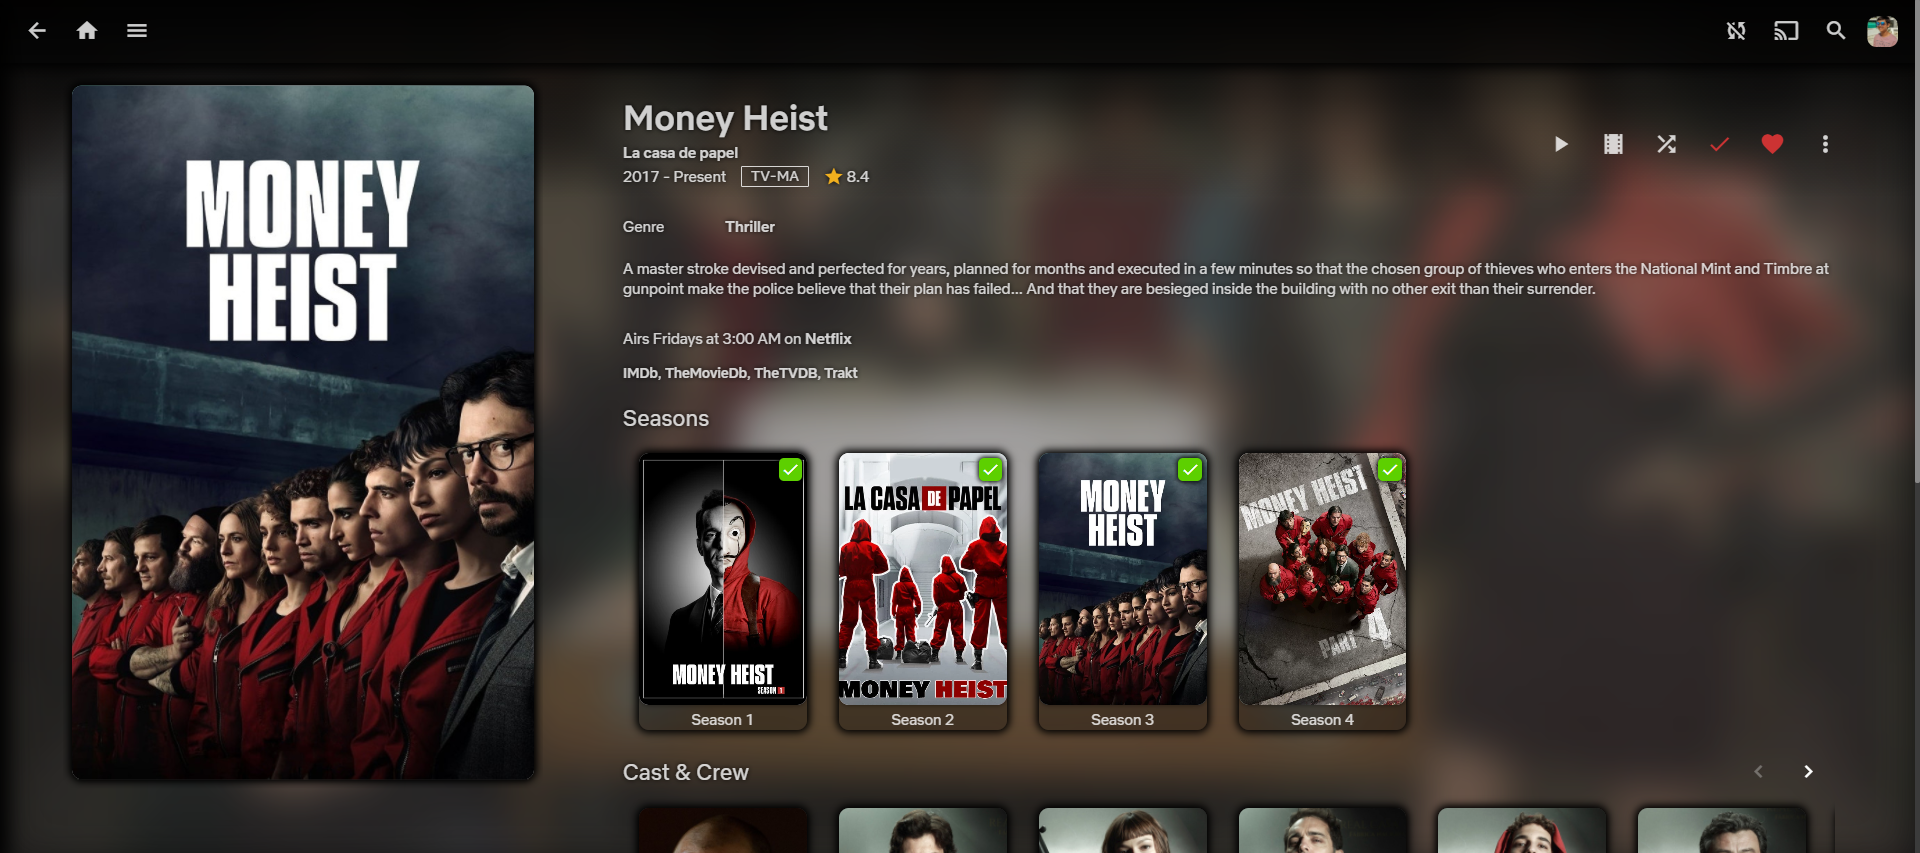 MONEY
HEIST
Money Heist
La casa de papel
2017 - Present TV-MA 8.4
Genre Thriller
A master stroke devised and perfected for years, planned for months and executed in a few minutes so that the chosen group of thieves who enters the National Mint and Timbre at
gunpoint make the police believe that their plan has failed... And that they are besieged inside the building with no other exit than their surrender.
Airs Fridays at 3:00 AM on Netflix
IMDb, TheMovieDb, TheTVDB, Trakt
Seasons
MONEY HEIST
SEASON 1
Season 1
LA CASA DE PAPEL
MONEY HEIST
Season 2
MONEY
HEIST
Season 3
MONEY HEIST
PART 4
Season 4
Cast & Crew